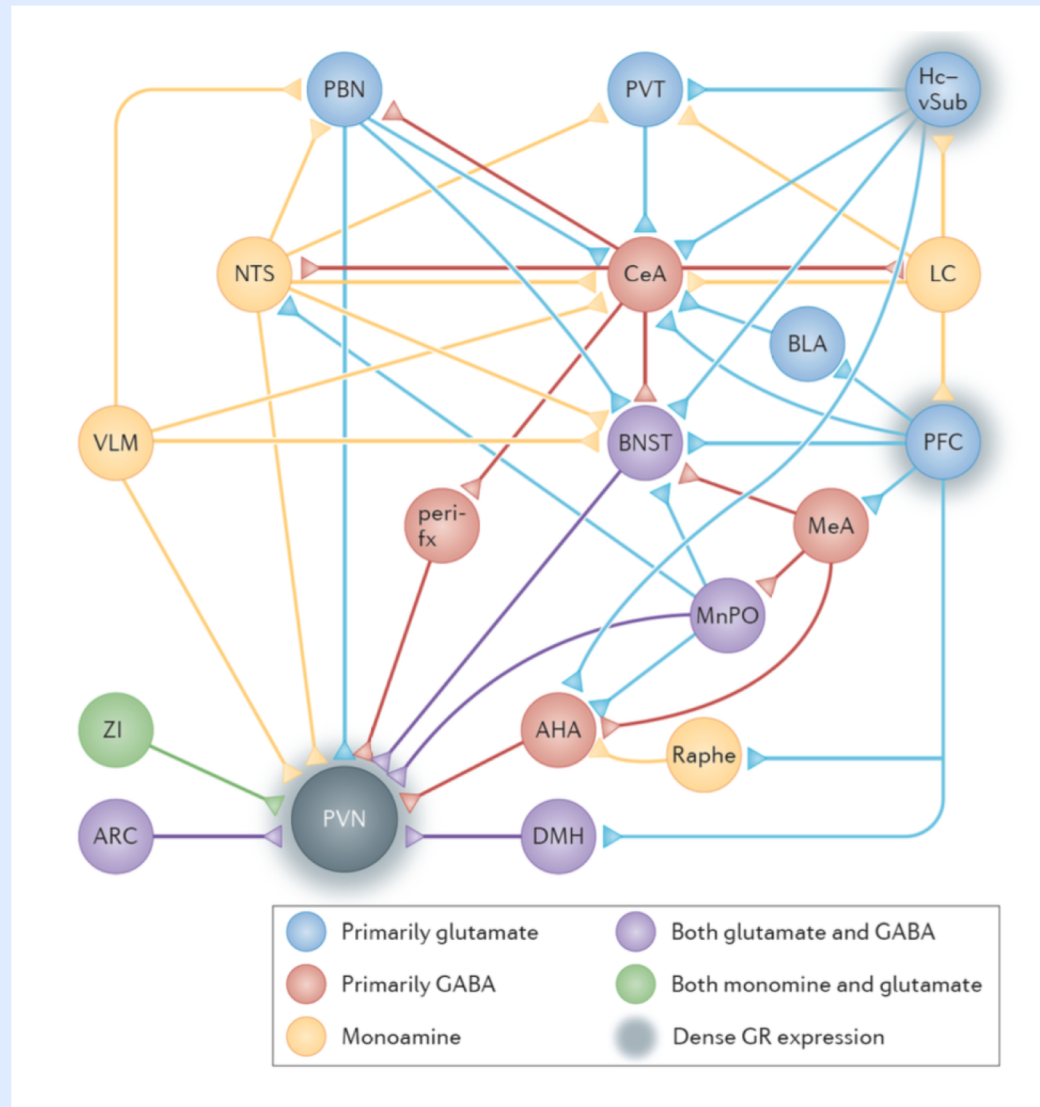 PBN
PVT
Hc–
vSub
NTS
CeA
LC
BLA
VLM
BNST
PFC
peri-
fx
MeA
MnPO
ZI
AHA
Raphe
PVN
ARC
DMH
Primarily glutamate
Both glutamate and GABA
Primarily GABA
Both monomine and glutamate
Monoamine
Dense GR expression